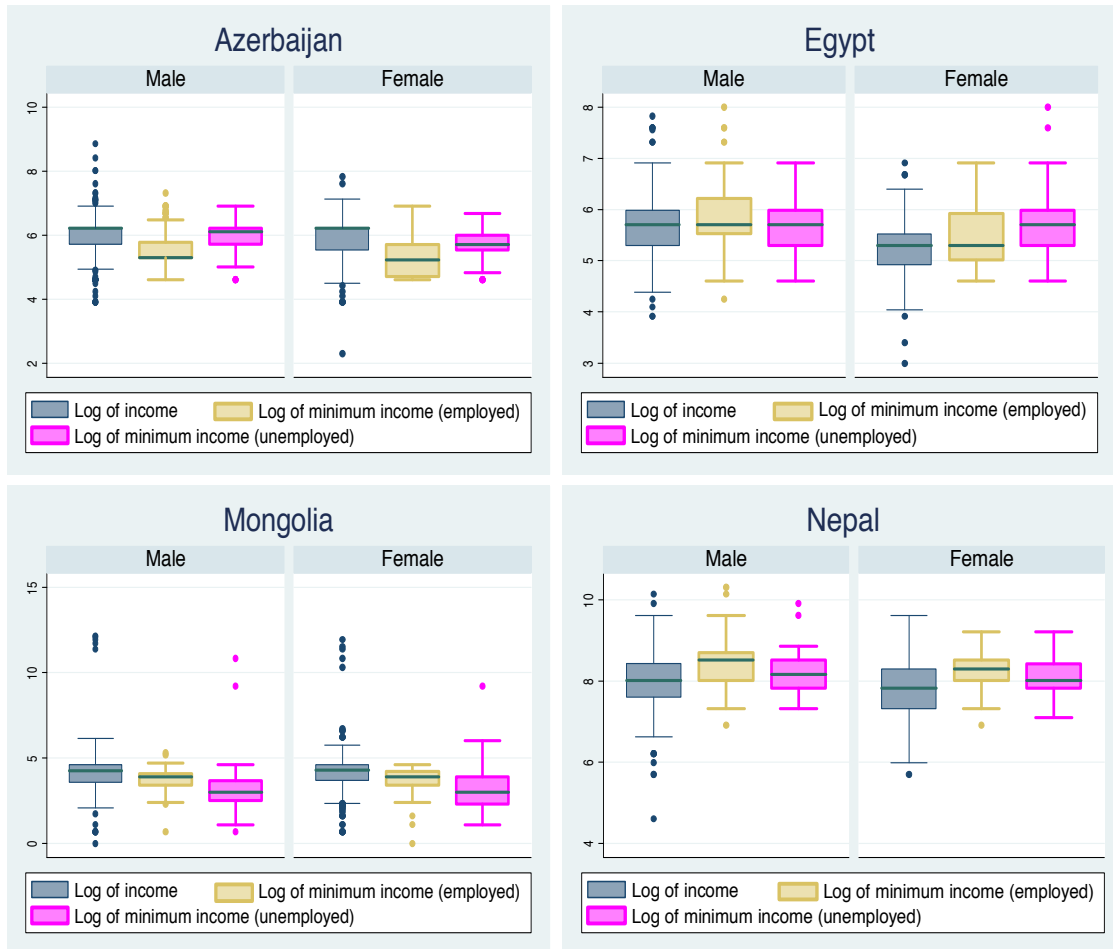 Azerbaijan
Male Female
10
8
6
4
2
Log of income Log of minimum income (employed)
Log of minimum income (unemployed)
Egypt
Male Female
8
7
6
5
4
3
Log of income Log of minimum income (employed)
Log of minimum income (unemployed)
Mongolia
Male Female
15
10
5
0
Log of income Log of minimum income (employed)
Log of minimum income (unemployed)
Nepal
Male Female
10
8
6
4
Log of income Log of minimum income (employed)
Log of minimum income (unemployed)